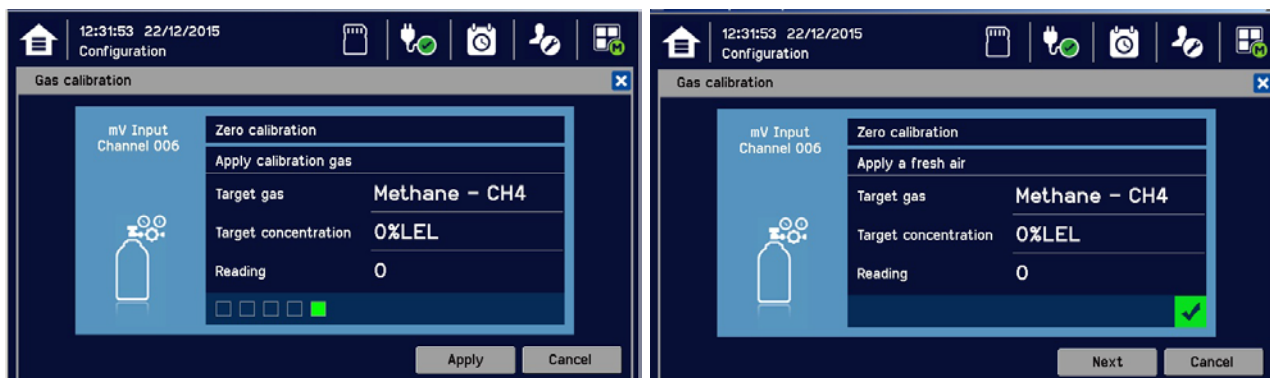 12:31:53 22/12/2015
Configuration
M
Gas calibration
mV Input
Channel 006
Zero calibration
Apply calibration gas
Target gas Methane - CH4
Target concentration 0%LEL
Reading 0
Apply Cancel
12:31:53 22/12/2015
Configuration
M
Gas calibration
mV Input
Channel 006
Zero calibration
Apply a fresh air
Target gas Methane - CH4
Target concentration 0%LEL
Reading 0
Next Cancel